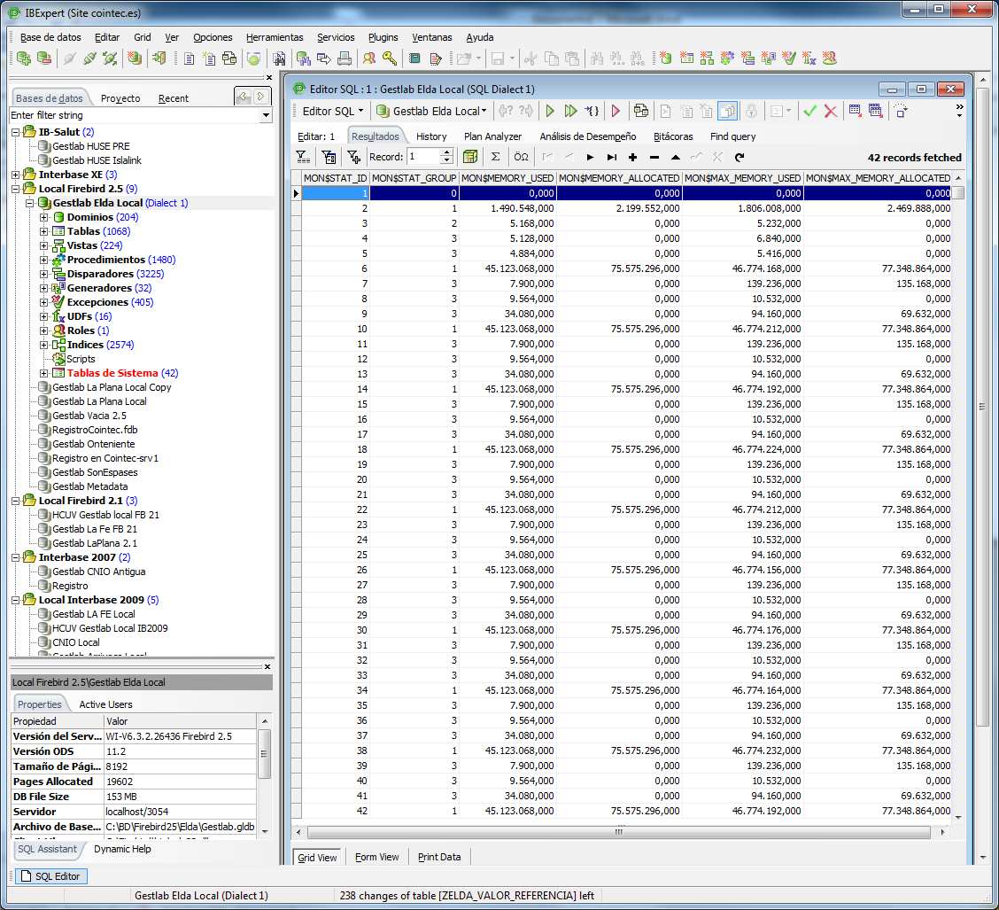 IBExpert (Site cointec.es)
Base de datos Editar Grid Ver Opciones Herramientas Servicios Plugins Ventanas Ayuda
Bases de datos Proyecto Recent
Enter filter string
IB-Salut (2)
Gestlab HUSE PRE
Gestlab HUSE Islalink
Interbase XE (3)
Local Firebird 2.5 (9)
Gestlab Elda Local (Dialect 1)
Dominios (204)
Tablas (1068)
Vistas (224)
Procedimientos (1480)
Disparadores (3225)
Generadores (32)
Excepciones (405)
UDFs (16)
Roles (1)
Indices (2574)
Scripts
Tablas de Sistema (42)
Gestlab La Plana Local Copy
Gestlab La Plana Local
Gestlab Vacia 2.5
RegistroCointec.fdb
Gestlab Onteniente
Registro en Cointec-srv1
Gestlab SonEspases
Gestlab Metadata
Local Firebird 2.1 (3)
HCUV Gestlab local FB 21
Gestlab La Fe FB 21
Gestlab LaPlana 2.1
Interbase 2007 (2)
Gestlab CNIO Antigua
Registro
Local Interbase 2009 (5)
Gestlab LA FE Local
HCUV Gestlab Local IB2009
CNIO Local
Local Firebird 2.5\Gestlab Elda Local
Properties Active Users
Propiedad Valor
Versión del Serv... WI-V6.3.2.26436 Firebird 2.5
Versión ODS 11.2
Tamaño de Pági... 8192
Pages Allocated 19602
DB File Size 153 MB
Servidor localhost/3054
Archivo de Base... C:\BD\Firebird25\Elda\Gestlab.gldb
SQL Assistant Dynamic Help
Editor SQL : 1 : Gestlab Elda Local (SQL Dialect 1)
Editor SQL Gestlab Elda Local
Editar: 1 Resultados History Plan Analyzer Análisis de Desempeño Bitácoras Find query
Record: 1 42 records fetched
MON$STAT_ID MON$STAT_GROUP MON$MEMORY_USED MON$MEMORY_ALLOCATED MON$MAX_MEMORY_USED MON$MAX_MEMORY_ALLOCATED
1 0 0,000 0,000 0,000 0,000
2 1 1.490.548,000 2.199.552,000 1.806.008,000 2.469.888,000
3 2 5.168,000 0,000 5.232,000 0,000
4 3 5.128,000 0,000 6.840,000 0,000
5 3 4.884,000 0,000 5.416,000 0,000
6 1 45.123.068,000 75.575.296,000 46.774.168,000 77.348.864,000
7 3 7.900,000 0,000 139.236,000 135.168,000
8 3 9.564,000 0,000 10.532,000 0,000
9 3 34.080,000 0,000 94.160,000 69.632,000
10 1 45.123.068,000 75.575.296,000 46.774.212,000 77.348.864,000
11 3 7.900,000 0,000 139.236,000 135.168,000
12 3 9.564,000 0,000 10.532,000 0,000
13 3 34.080,000 0,000 94.160,000 69.632,000
14 1 45.123.068,000 75.575.296,000 46.774.192,000 77.348.864,000
15 3 7.900,000 0,000 139.236,000 135.168,000
16 3 9.564,000 0,000 10.532,000 0,000
17 3 34.080,000 0,000 94.160,000 69.632,000
18 1 45.123.068,000 75.575.296,000 46.774.224,000 77.348.864,000
19 3 7.900,000 0,000 139.236,000 135.168,000
20 3 9.564,000 0,000 10.532,000 0,000
21 3 34.080,000 0,000 94.160,000 69.632,000
22 1 45.123.068,000 75.575.296,000 46.774.212,000 77.348.864,000
23 3 7.900,000 0,000 139.236,000 135.168,000
24 3 9.564,000 0,000 10.532,000 0,000
25 3 34.080,000 0,000 94.160,000 69.632,000
26 1 45.123.068,000 75.575.296,000 46.774.156,000 77.348.864,000
27 3 7.900,000 0,000 139.236,000 135.168,000
28 3 9.564,000 0,000 10.532,000 0,000
29 3 34.080,000 0,000 94.160,000 69.632,000
30 1 45.123.068,000 75.575.296,000 46.774.176,000 77.348.864,000
31 3 7.900,000 0,000 139.236,000 135.168,000
32 3 9.564,000 0,000 10.532,000 0,000
33 3 34.080,000 0,000 94.160,000 69.632,000
34 1 45.123.068,000 75.575.296,000 46.774.164,000 77.348.864,000
35 3 7.900,000 0,000 139.236,000 135.168,000
36 3 9.564,000 0,000 10.532,000 0,000
37 3 34.080,000 0,000 94.160,000 69.632,000
38 1 45.123.068,000 75.575.296,000 46.774.232,000 77.348.864,000
39 3 7.900,000 0,000 139.236,000 135.168,000
40 3 9.564,000 0,000 10.532,000 0,000
41 3 34.080,000 0,000 94.160,000 69.632,000
42 1 45.123.068,000 75.575.296,000 46.774.192,000 77.348.864,000
Grid View Form View Print Data
SQL Editor
Gestlab Elda Local (Dialect 1) 238 changes of table [ZELDA_VALOR_REFERENCIA] left